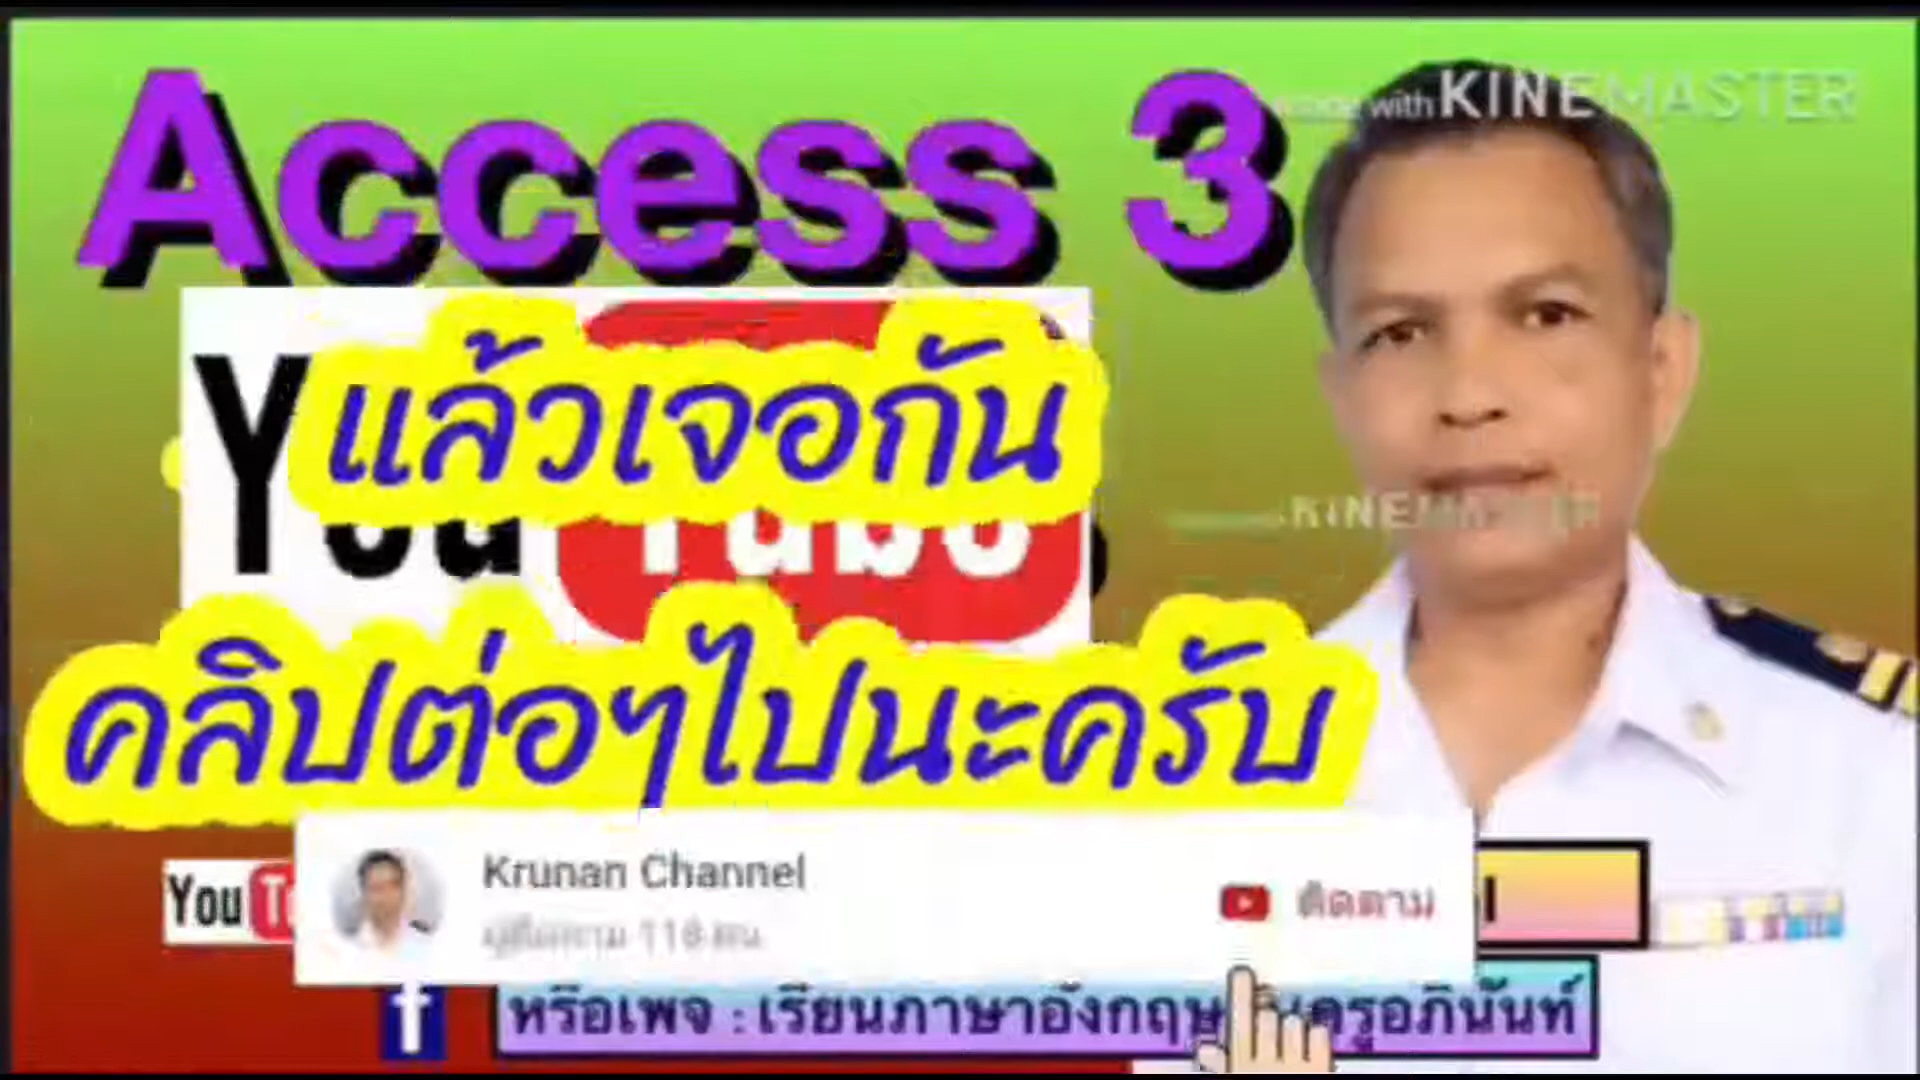 Access 3
made with KINEMASTER
แล้วเจอกัน
You Tube
KINEMASTER
คลิปต่อๆไปนะครับ
Krunan Channel
ผู้ติดตาม 118 คน
ติดตาม
You
หรือเพจ : เรียนภาษาอังกฤษ ครูอภินันท์